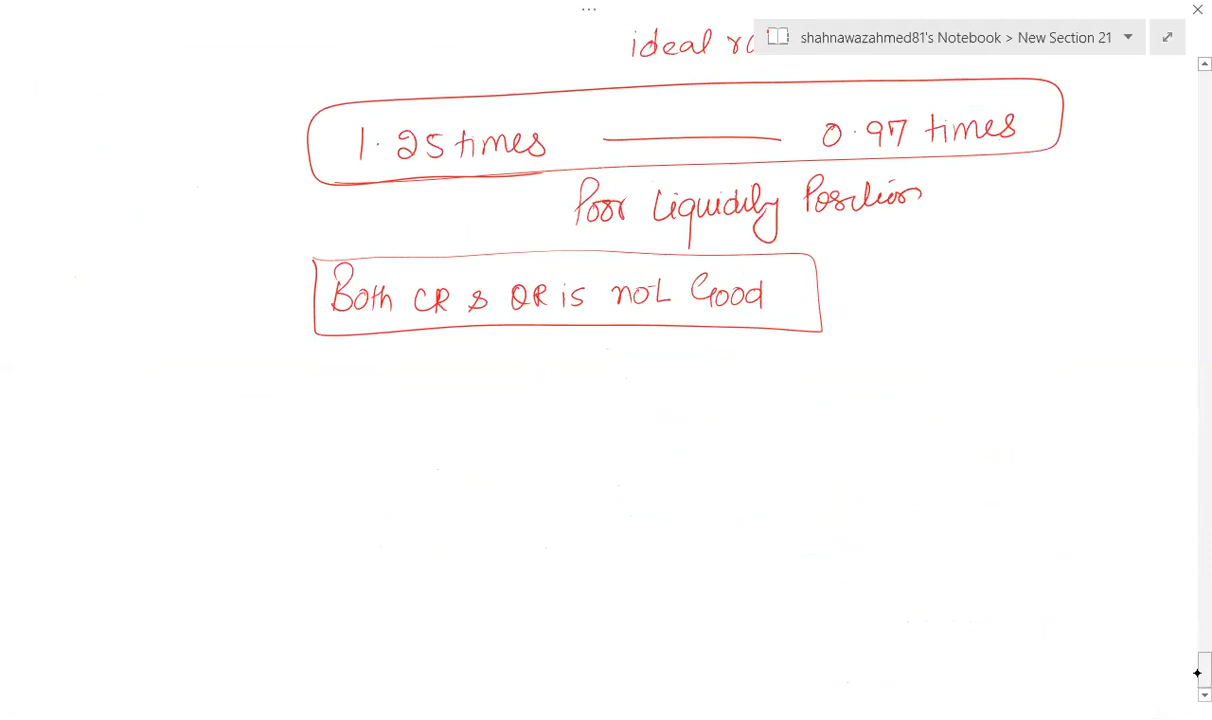 shahnawazahmed81's Notebook > New Section 21
ideal
1.25 times — 0.97 times
Poor Liquidity Position
Both CR & QR is not Good